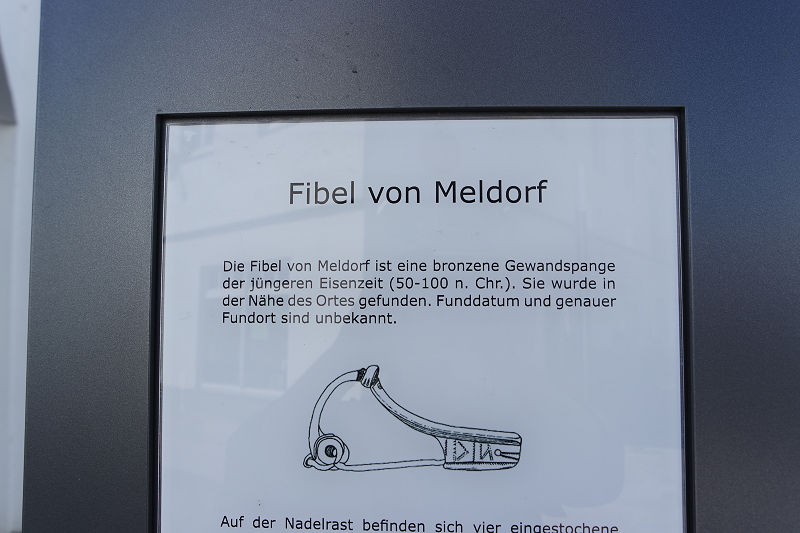 Fibel von Meldorf
Die Fibel von Meldorf ist eine bronzene Gewandspange
der jüngeren Eisenzeit (50-100 n. Chr.). Sie wurde in
der Nähe des Ortes gefunden. Funddatum und genauer
Fundort sind unbekannt.
Auf der Nadelrast befinden sich vier eingestochene